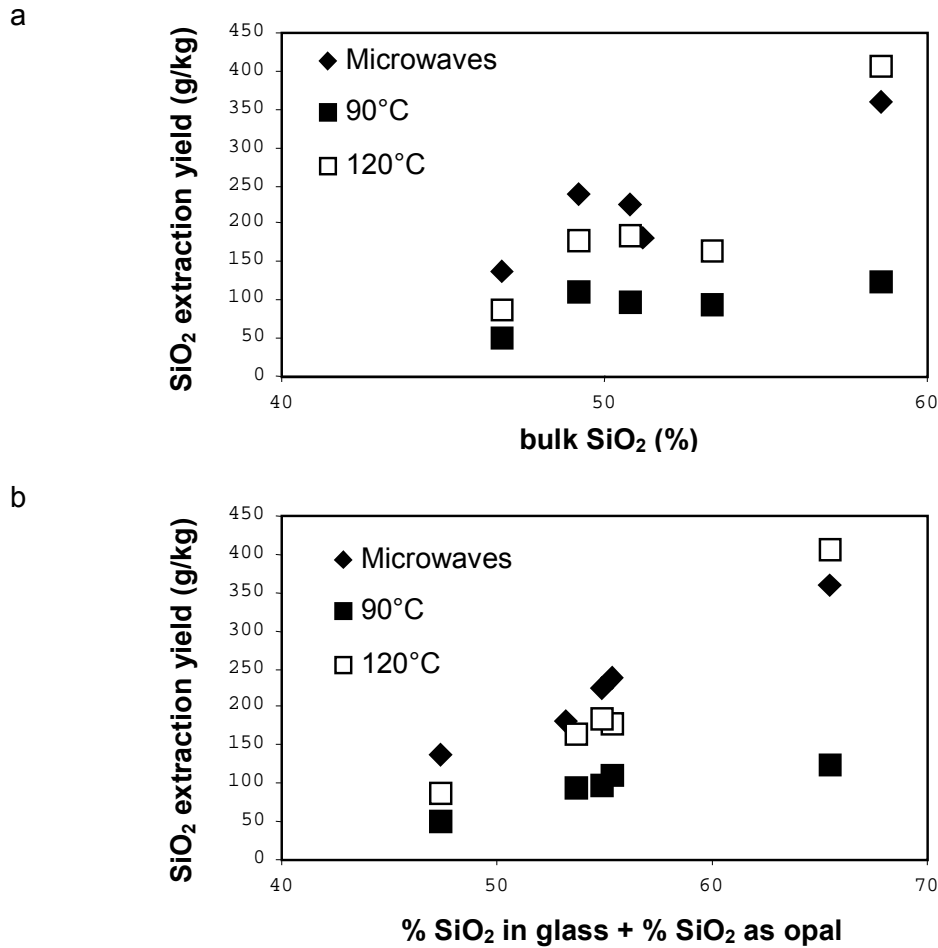 a
SiO₂ extraction yield (g/kg)
450
400
350
300
250
200
150
100
50
0
Microwaves
90°C
120°C
40 50 60
bulk SiO₂ (%)
b
SiO₂ extraction yield (g/kg)
450
400
350
300
250
200
150
100
50
0
Microwaves
90°C
120°C
40 50 60 70
% SiO₂ in glass + % SiO₂ as opal